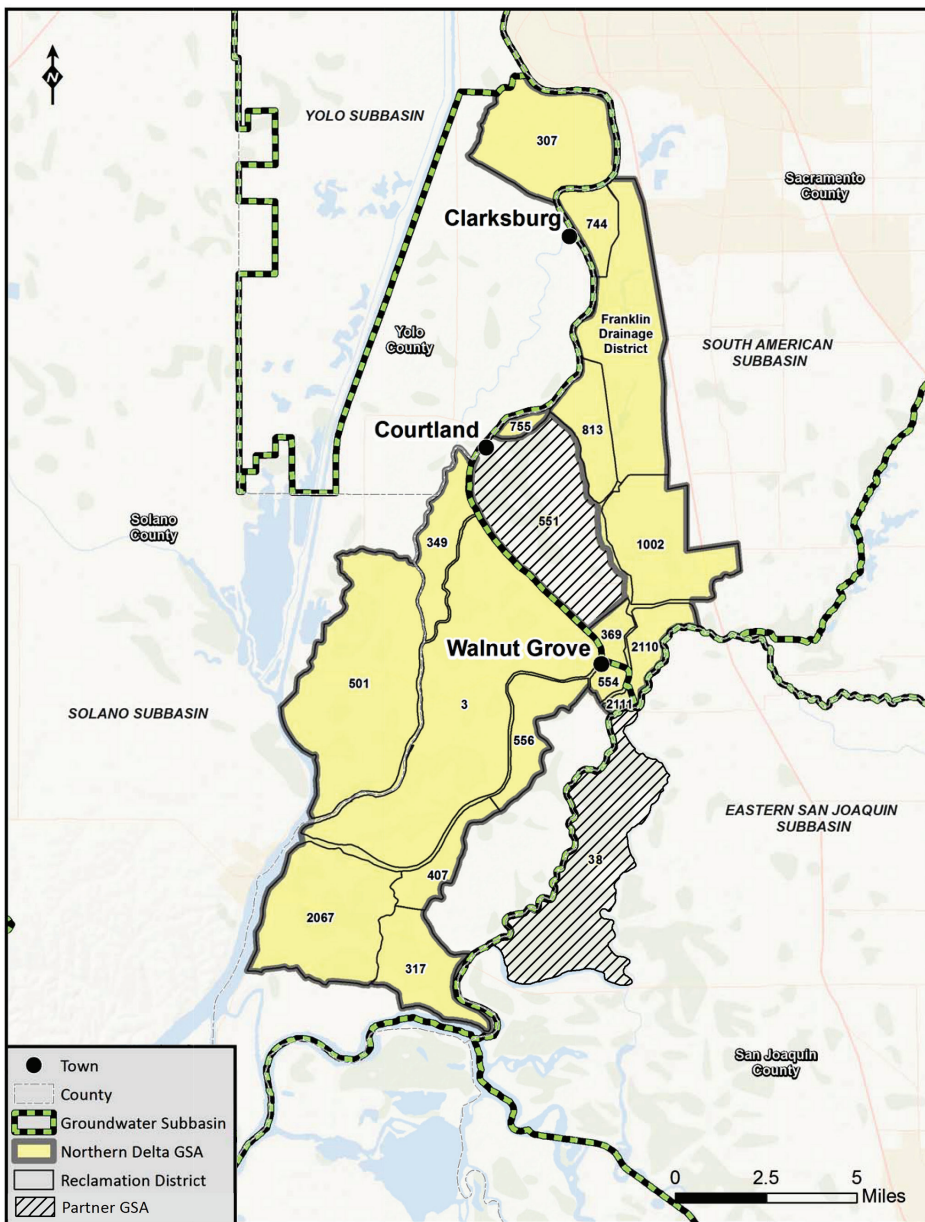 N
YOLO SUBBASIN
307
Sacramento
County
Clarksburg
744
Franklin
Drainage
District
Yolo
County
SOUTH AMERICAN
SUBBASIN
755
Courtland
813
551
Solano
County
349
1002
369
Walnut Grove
2110
554
501
3
2111
SOLANO SUBBASIN
556
EASTERN SAN JOAQUIN
SUBBASIN
38
407
2067
317
San Joaquin
County
Town
County
Groundwater Subbasin
Northern Delta GSA
Reclamation District
Partner GSA
0 2.5 5
Miles